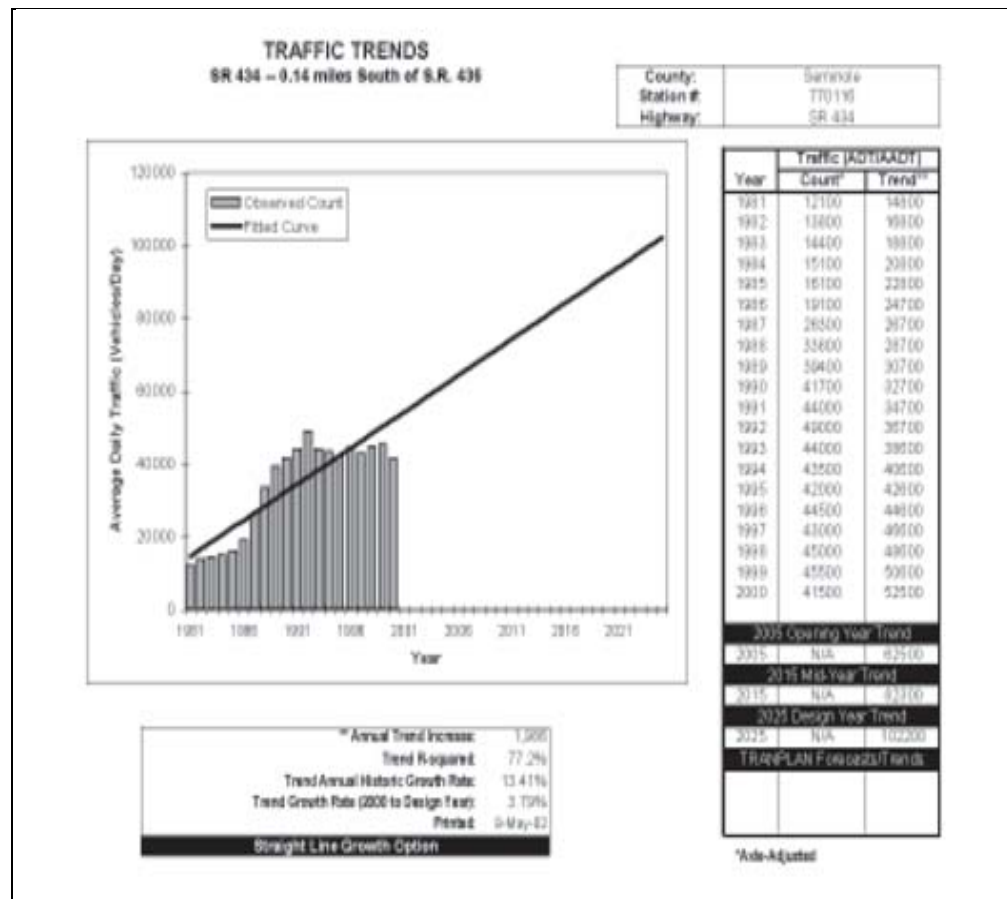 TRAFFIC TRENDS
SR 434 -- 0.14 miles South of S.R. 436
County: Seminole
Station #: 770116
Highway: SR 434
120000
100000
80000
60000
40000
20000
0
Average Daily Traffic (Vehicles/Day)
Observed Count
Fitted Curve
1981 1986 1991 1996 2001 2006 2011 2016 2021
Year
Traffic (ADT/AADT)
Year Count* Trend**
1981 12100 14800
1982 13800 16800
1983 14400 18800
1984 15100 20800
1985 16100 22800
1986 19100 24700
1987 26500 26700
1988 33600 28700
1989 39400 30700
1990 41700 32700
1991 44000 34700
1992 49000 36700
1993 44000 38600
1994 43500 40600
1995 42000 42600
1996 44500 44600
1997 43000 46600
1998 45000 48600
1999 45500 50600
2000 41500 52500
2005 Opening Year Trend
2005 N/A 62500
2015 Mid-Year Trend
2015 N/A 82300
2025 Design Year Trend
2025 N/A 102200
TRANPLAN Forecasts/Trends
** Annual Trend Increase:
Trend R-squared: 77.2%
Trend Annual Historic Growth Rate: 13.41%
Trend Growth Rate (2000 to Design Year): 3.79%
Printed: 9-May-02
Straight Line Growth Option
*Axle-Adjusted